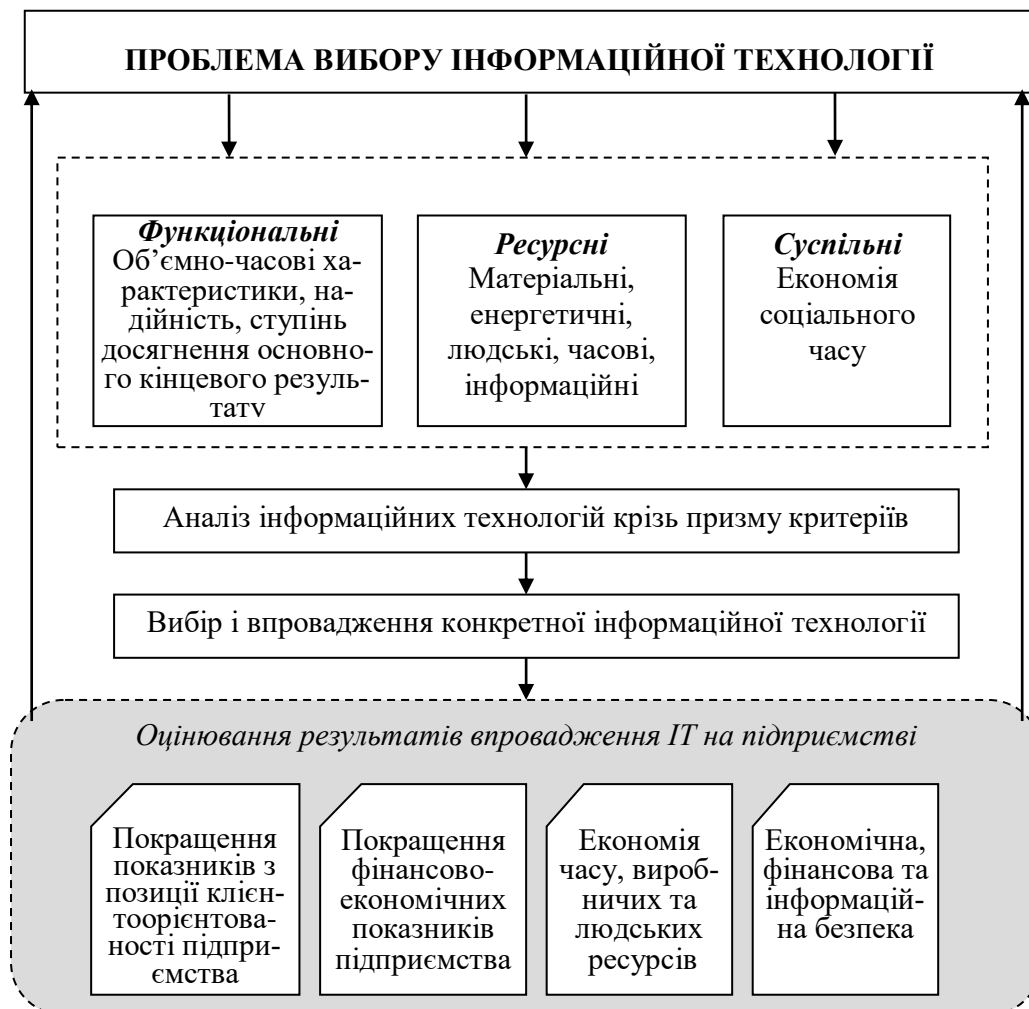 ПРОБЛЕМА ВИБОРУ ІНФОРМАЦІЙНОЇ ТЕХНОЛОГІЇ
Функціональні
Об’ємно-часові ха-
рактеристики, на-
дійність, ступінь
досягнення основно-
го кінцевого резуль-
тату
Ресурсні
Матеріальні,
енергетичні,
людські, часові,
інформаційні
Суспільні
Економія
соціального
часу
Аналіз інформаційних технологій крізь призму критеріїв
Вибір і впровадження конкретної інформаційної технології
Оцінювання результатів впровадження ІТ на підприємстві
Покращення
показників з
позиції клієн-
тоорієнтова-
ності підпри-
ємства
Покращення
фінансово-
економічних
показників
підприємства
Економія
часу, вироб-
ничих та
людських
ресурсів
Економічна,
фінансова та
інформацій-
на безпека